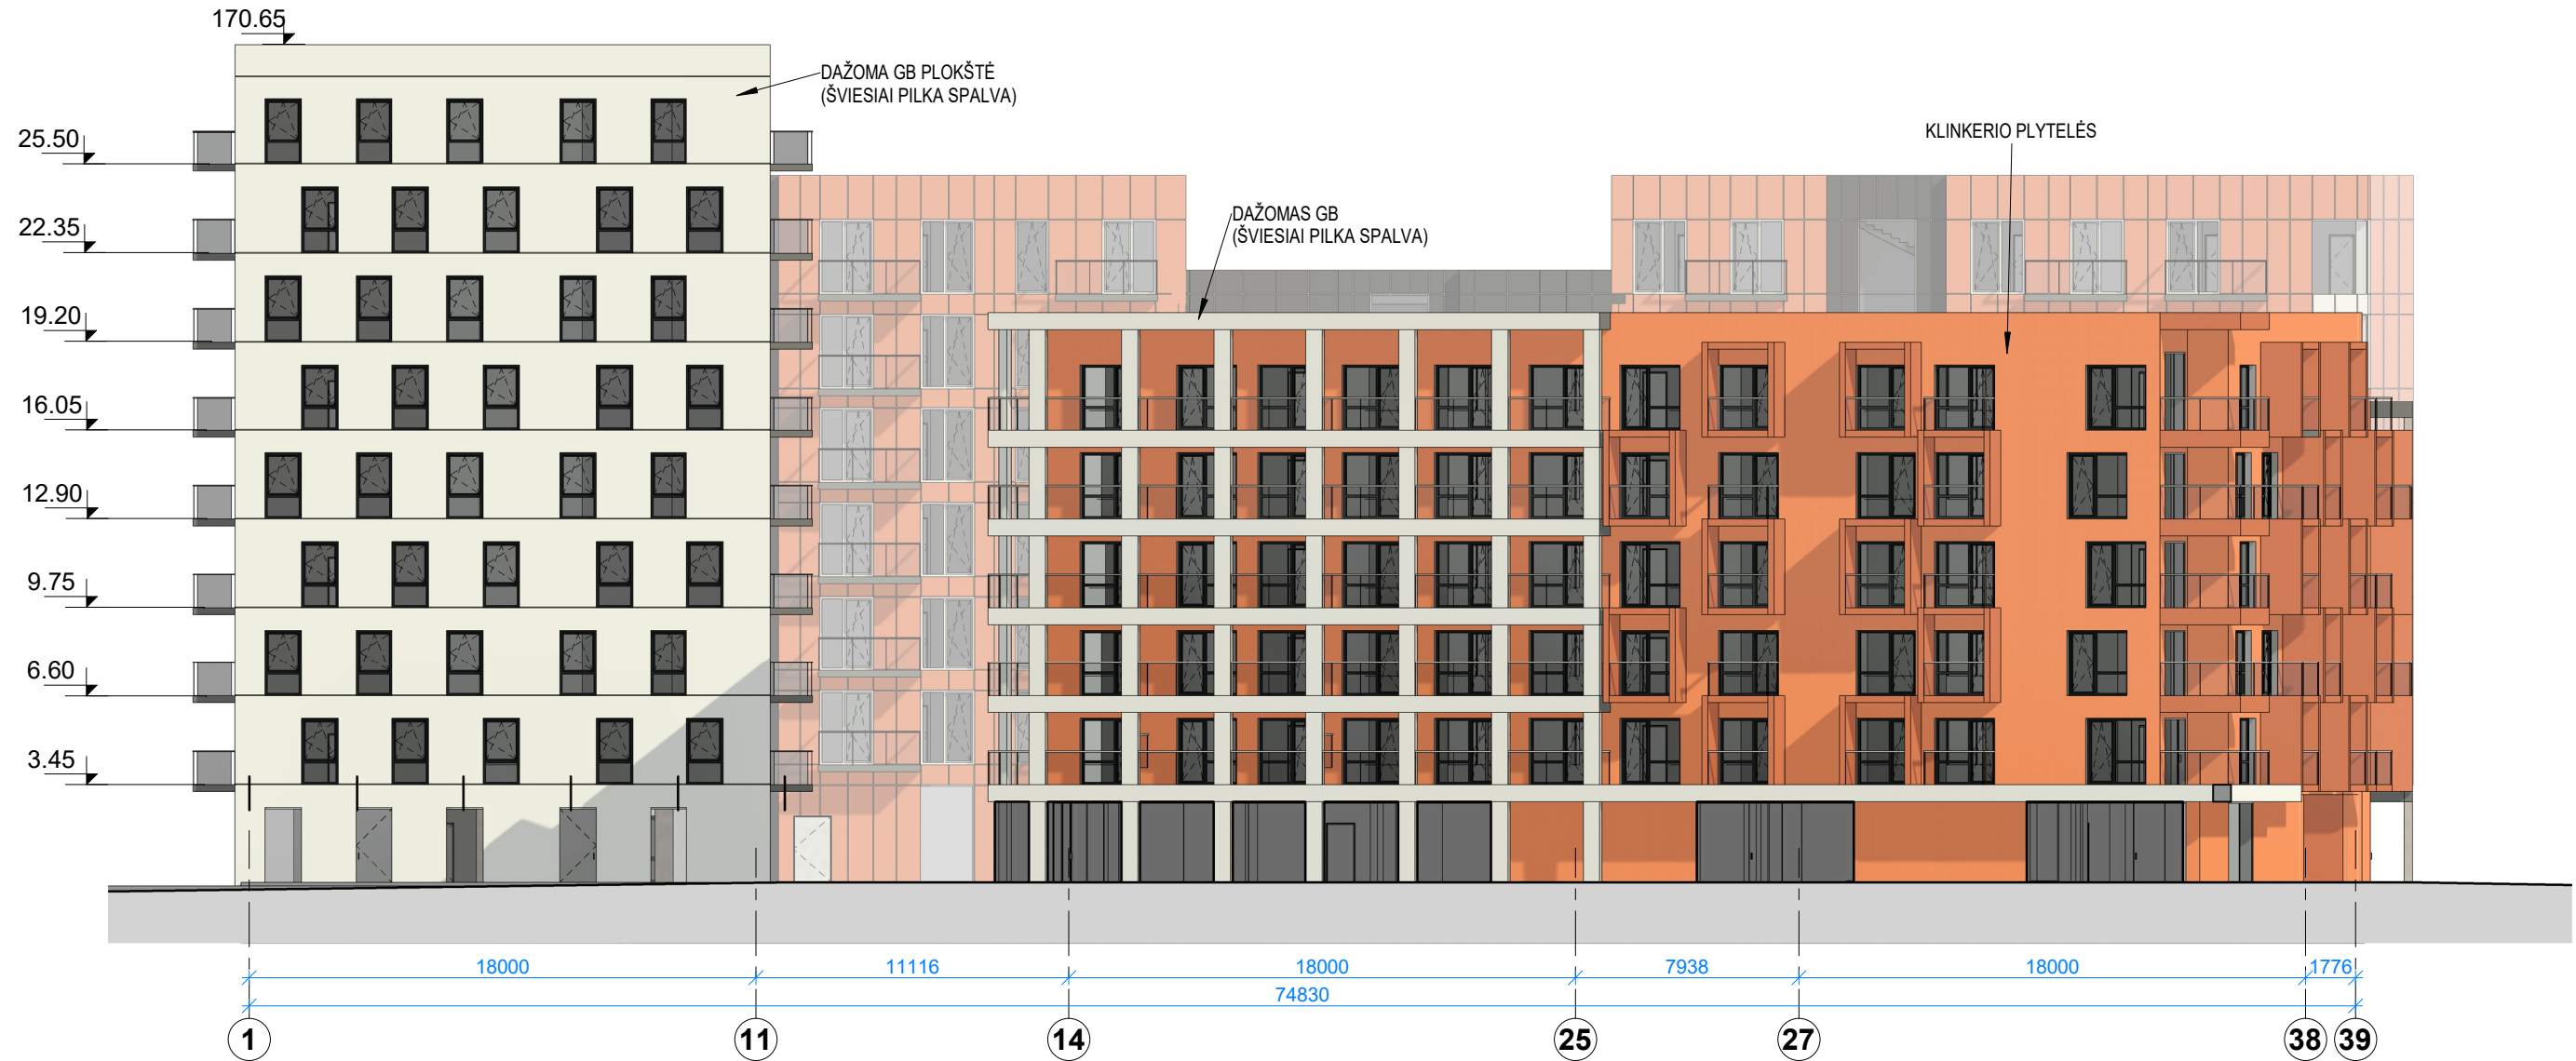 170.65
DAŽOMA GB PLOKŠTĖ
(ŠVIESIAI PILKA SPALVA)
KLINKERIO PLYTELĖS
25.50
DAŽOMAS GB
(ŠVIESIAI PILKA SPALVA)
22.35
19.20
16.05
12.90
9.75
6.60
3.45
18000 11116 18000 7938 18000 1776
74830
1 11 14 25 27 38 39